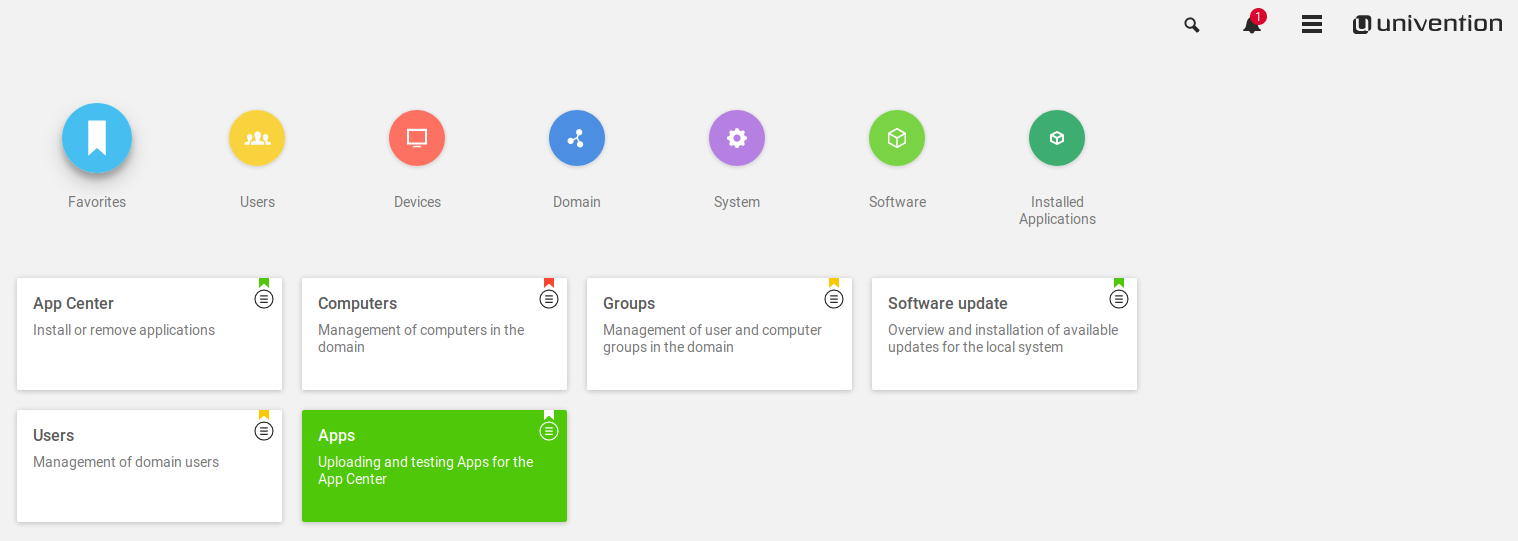 1
univention
Favorites
Users
Devices
Domain
System
Software
Installed
Applications
App Center
Install or remove applications
Computers
Management of computers in the
domain
Groups
Management of user and computer
groups in the domain
Software update
Overview and installation of available
updates for the local system
Users
Management of domain users
Apps
Uploading and testing Apps for the
App Center